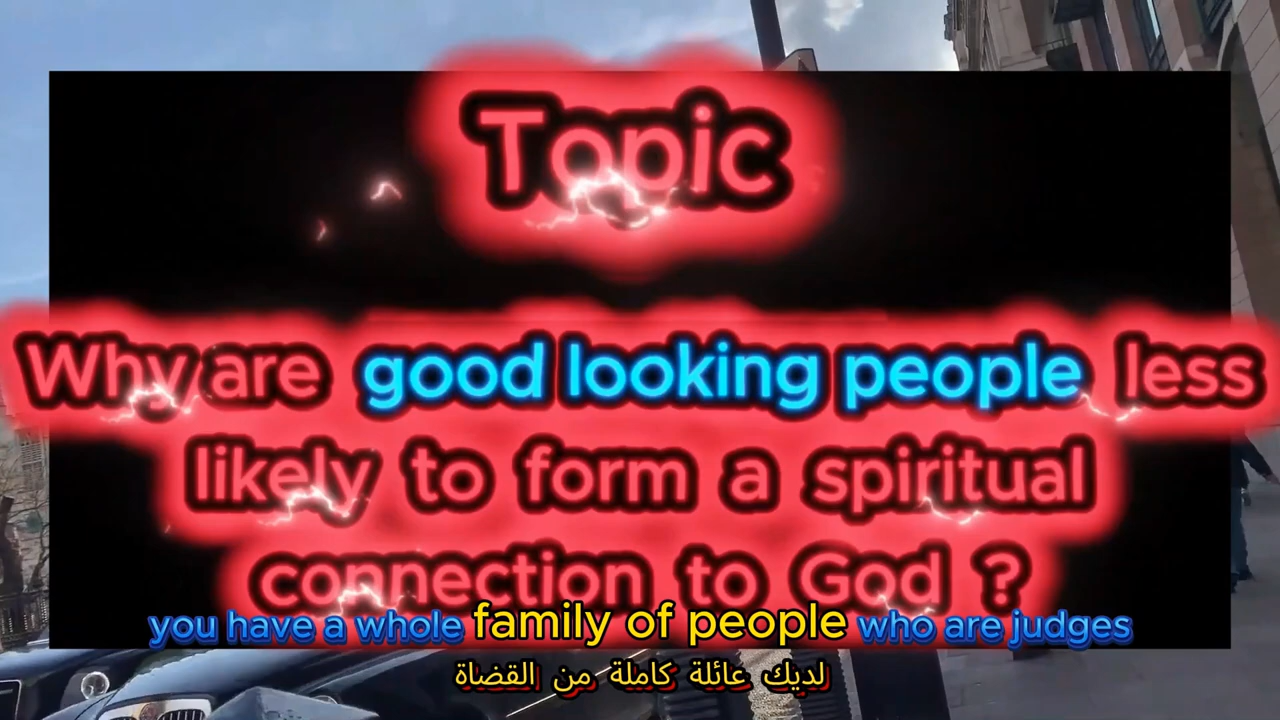 Topic
Why are good looking people less
likely to form a spiritual
connection to God ?
you have a whole family of people who are judges
لديك عائلة كاملة من القضاة